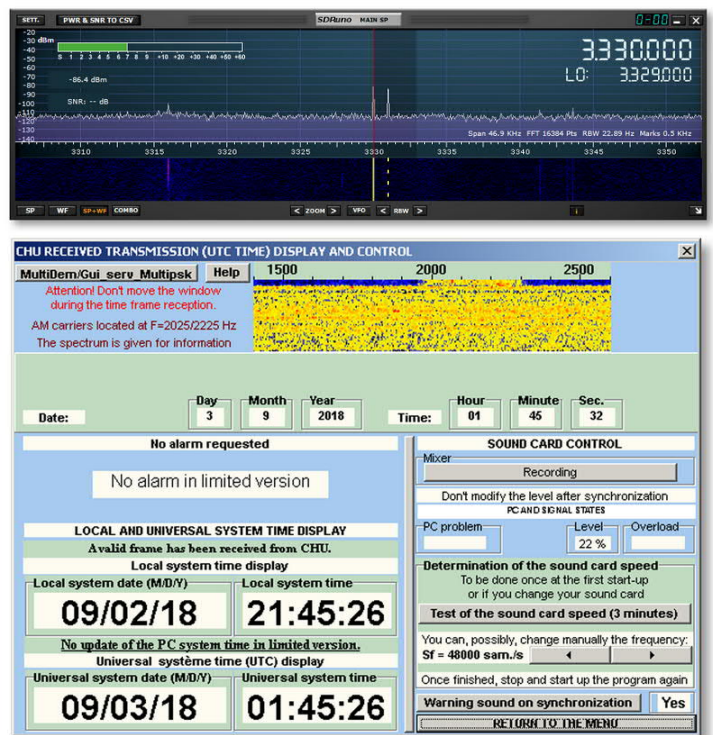 SETT. PWR & SNR TO CSV SDRuno MAIN SP 0-00
-20 dBm
-30
-40
-50
-60
-70
-80
-90
-100
-110
-120
-130
-140
S 1 2 3 4 5 6 7 8 9 +10 +20 +30 +40 +50 +60
3.330.000
-86.4 dBm LO: 3.329.000
SNR: -- dB
Span 46.9 KHz FFT 16384 Pts RBW 22.89 Hz Marks 0.5 KHz
3310 3315 3320 3325 3330 3335 3340 3345 3350
SP WF SP+WF COMBO < ZOOM > VFO < RBW > i
CHU RECEIVED TRANSMISSION (UTC TIME) DISPLAY AND CONTROL X
MultiDem/Gui_serv_Multipsk Help 1500 2000 2500
Attention! Don't move the window
during the time frame reception.
AM carriers located at F=2025/2225 Hz
The spectrum is given for information
Day Month Year Hour Minute Sec.
Date: 3 9 2018 Time: 01 45 32
No alarm requested
No alarm in limited version
LOCAL AND UNIVERSAL SYSTEM TIME DISPLAY
A valid frame has been received from CHU.
Local system time display
Local system date (M/D/Y) Local system time
09/02/18 21:45:26
No update of the PC system time in limited version.
Universal système time (UTC) display
Universal system date (M/D/Y) Universal system time
09/03/18 01:45:26
SOUND CARD CONTROL
Mixer
Recording
Don't modify the level after synchronization
PC AND SIGNAL STATES
PC problem Level Overload
22 %
Determination of the sound card speed
To be done once at the first start-up
or if you change your sound card
Test of the sound card speed (3 minutes)
You can, possibly, change manually the frequency:
Sf = 48000 sam./s
Once finished, stop and start up the program again
Warning sound on synchronization Yes
RETURN TO THE MENU